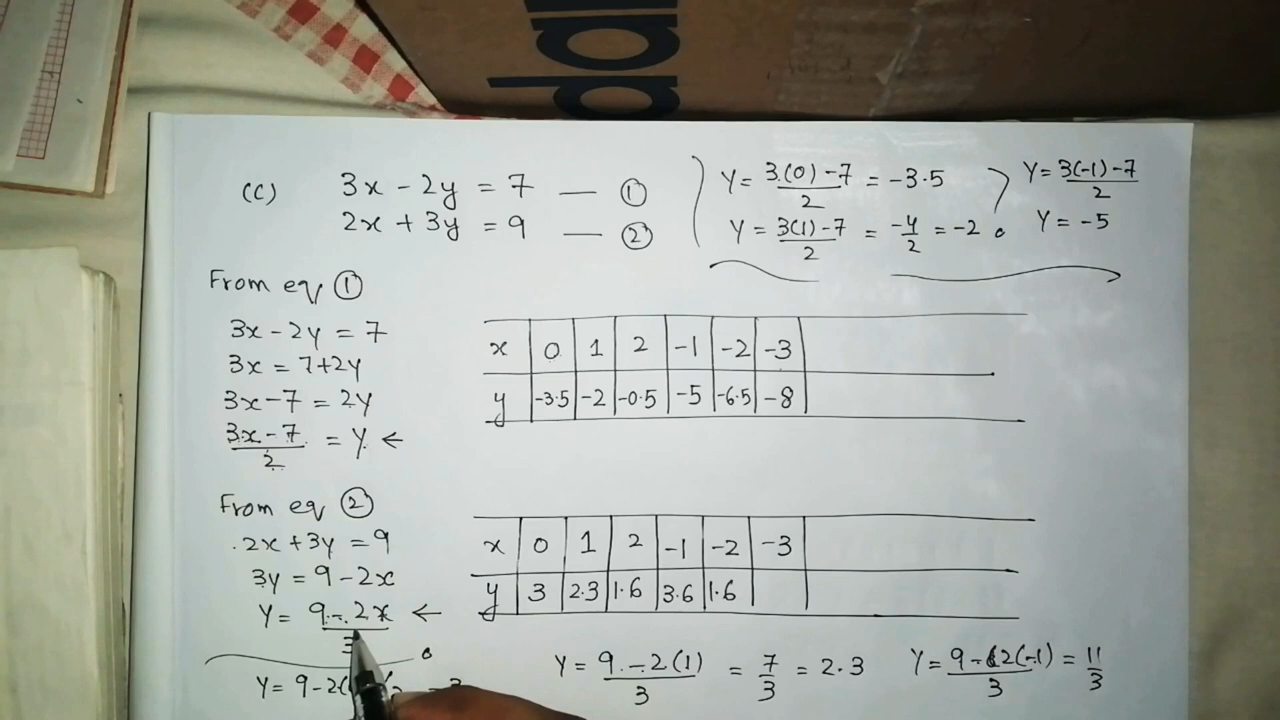 (C) 3x - 2y = 7 — ①
2x + 3y = 9 — ②
Y = 3(0) - 7 / 2 = -3.5
Y = 3(1) - 7 / 2 = -4/2 = -2
Y = 3(-1) - 7 / 2
Y = -5
From eq ①
3x - 2y = 7
3x = 7 + 2y
3x - 7 = 2y
3x - 7 / 2 = y ←
x 0 1 2 -1 -2 -3
y -3.5 -2 -0.5 -5 -6.5 -8
From eq ②
2x + 3y = 9
3y = 9 - 2x
Y = 9 - 2x / 3 ←
x 0 1 2 -1 -2 -3
y 3 2.3 1.6 3.6 1.6
Y = 9 - 2(
Y = 9 - 2(1) / 3 = 7/3 = 2.3
Y = 9 - 2(-1) / 3 = 11/3